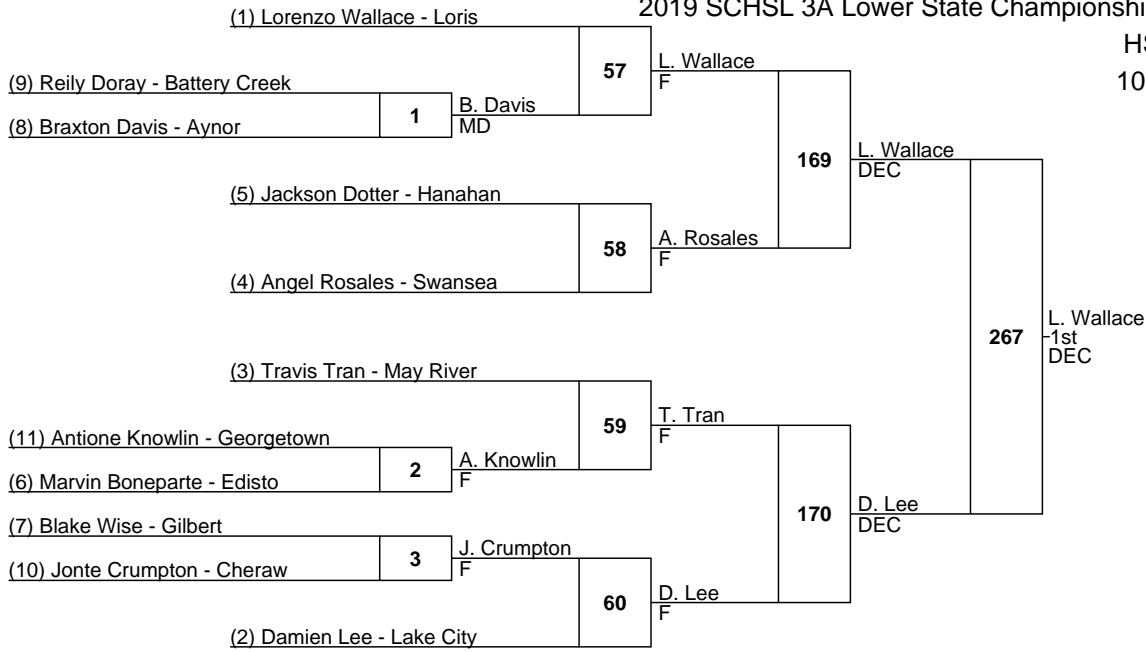 2019 SCHSL 3A Lower State Championshi
HS
10
(1) Lorenzo Wallace - Loris
57
L. Wallace
F
(9) Reily Doray - Battery Creek
1
B. Davis
MD
(8) Braxton Davis - Aynor
169
L. Wallace
DEC
(5) Jackson Dotter - Hanahan
58
A. Rosales
F
(4) Angel Rosales - Swansea
267
L. Wallace
1st
DEC
(3) Travis Tran - May River
59
T. Tran
F
(11) Antione Knowlin - Georgetown
2
A. Knowlin
F
(6) Marvin Boneparte - Edisto
170
D. Lee
DEC
(7) Blake Wise - Gilbert
3
J. Crumpton
F
(10) Jonte Crumpton - Cheraw
60
D. Lee
F
(2) Damien Lee - Lake City